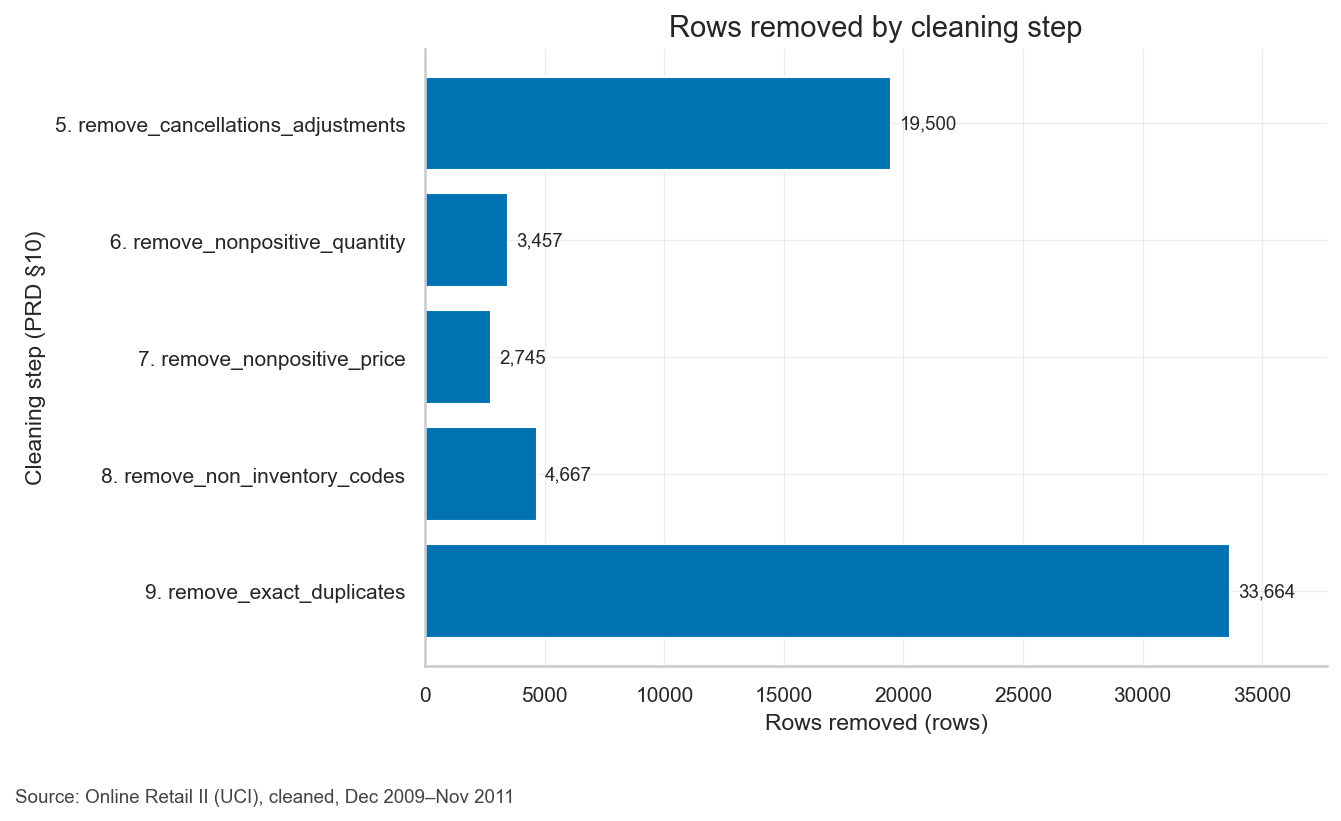 Rows removed by cleaning step
Cleaning step (PRD §10)
5. remove_cancellations_adjustments
19,500
6. remove_nonpositive_quantity
3,457
7. remove_nonpositive_price
2,745
8. remove_non_inventory_codes
4,667
9. remove_exact_duplicates
33,664
0 5000 10000 15000 20000 25000 30000 35000
Rows removed (rows)
Source: Online Retail II (UCI), cleaned, Dec 2009–Nov 2011